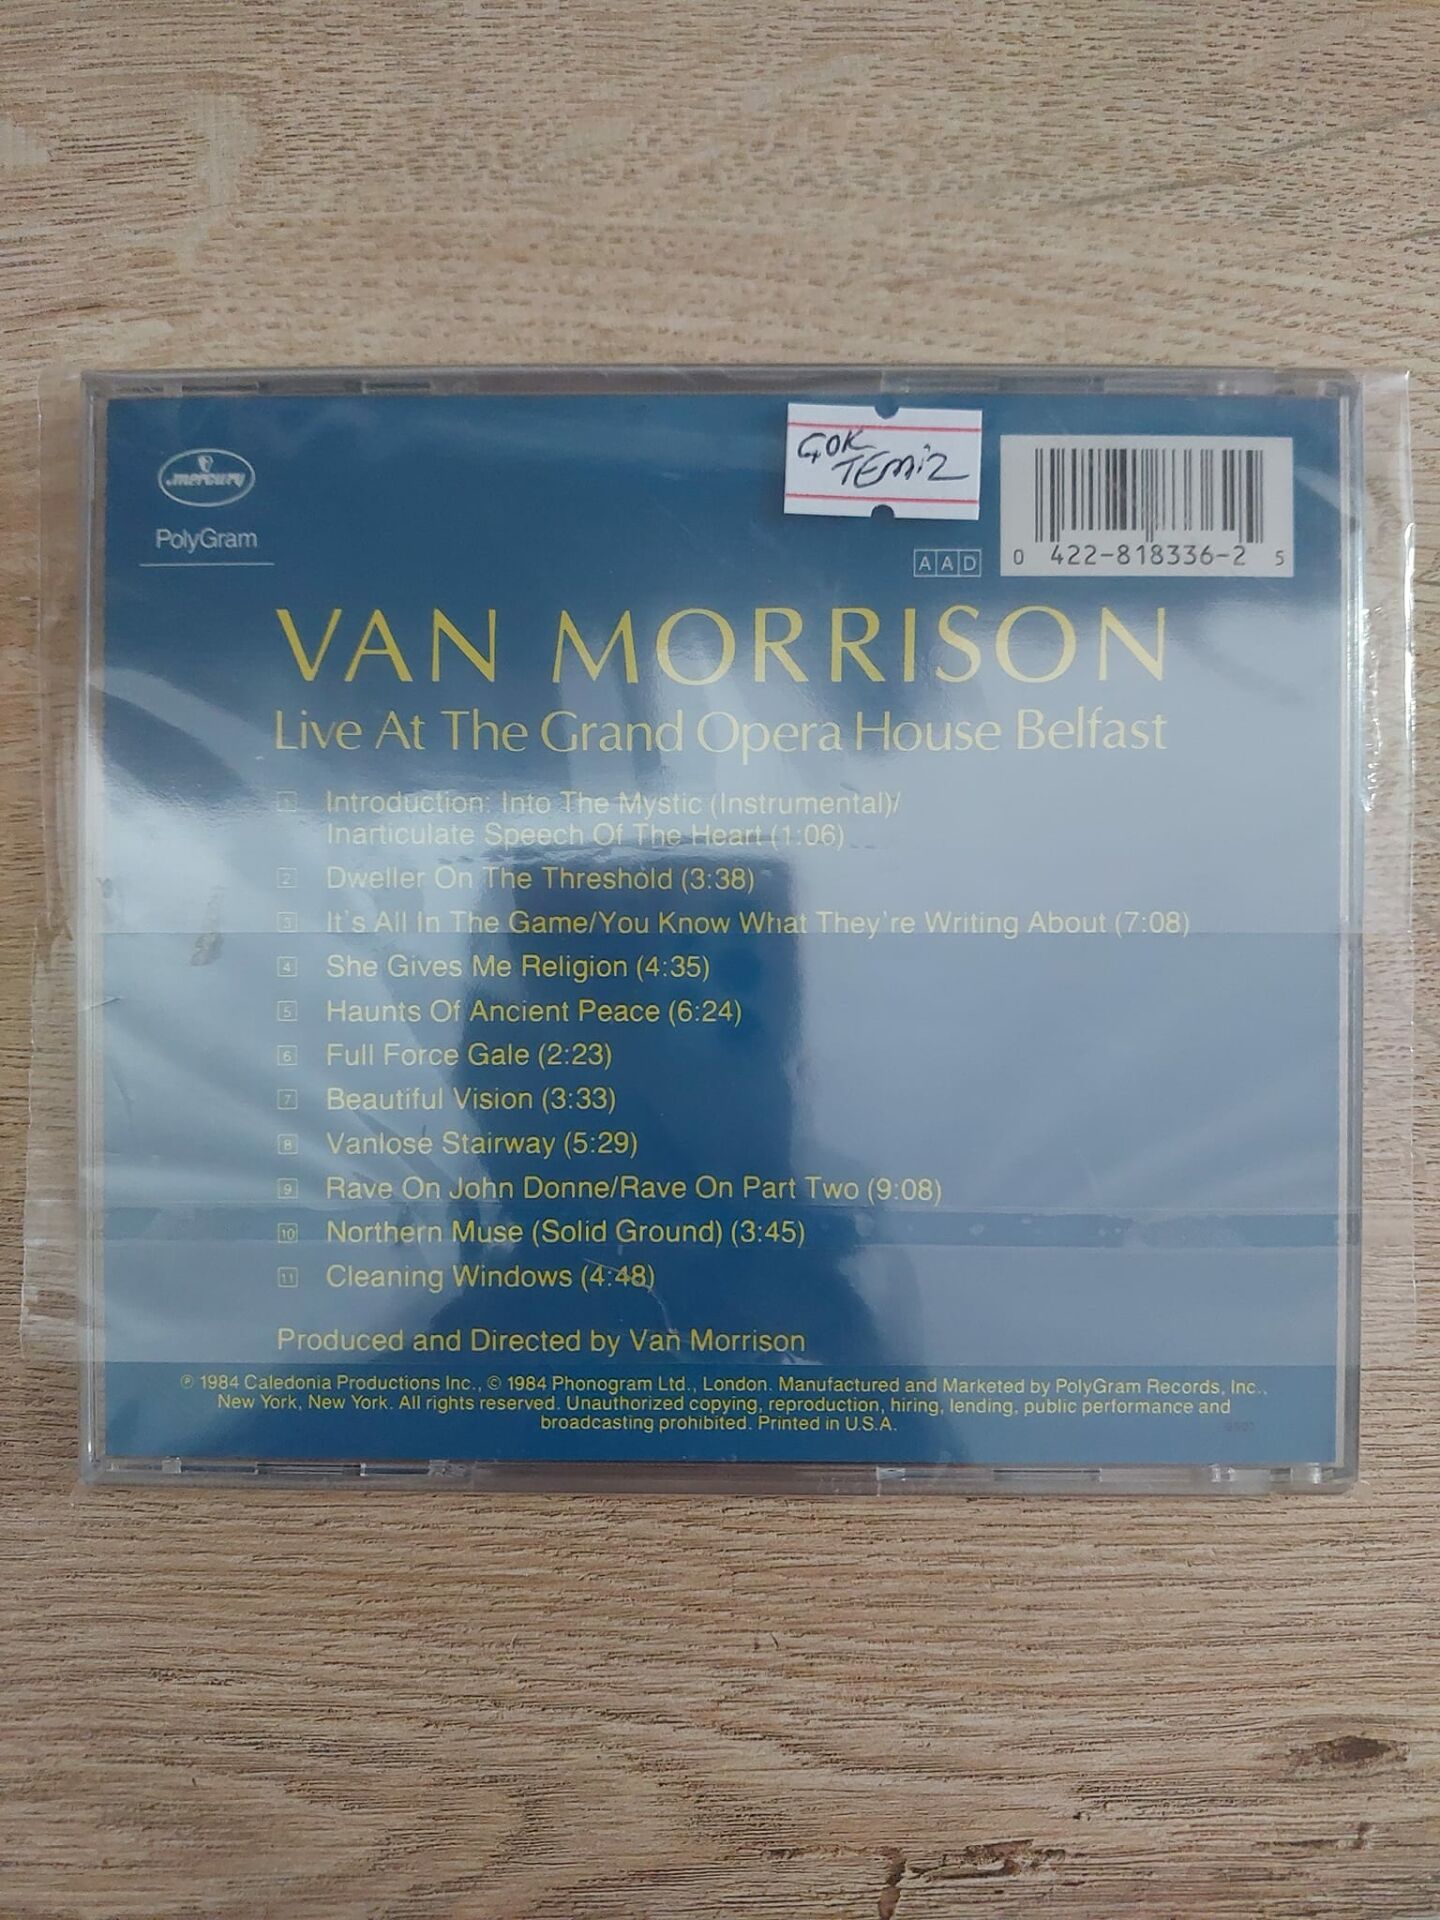 mercury
PolyGram
ÇOK
TEMİZ
AAD
0 422-818336-2 5
VAN MORRISON
Live At The Grand Opera House Belfast
1 Introduction: Into The Mystic (Instrumental)/
Inarticulate Speech Of The Heart (1:06)
2 Dweller On The Threshold (3:38)
3 It's All In The Game/You Know What They're Writing About (7:08)
4 She Gives Me Religion (4:35)
5 Haunts Of Ancient Peace (6:24)
6 Full Force Gale (2:23)
7 Beautiful Vision (3:33)
8 Vanlose Stairway (5:29)
9 Rave On John Donne/Rave On Part Two (9:08)
10 Northern Muse (Solid Ground) (3:45)
11 Cleaning Windows (4:48)
Produced and Directed by Van Morrison
℗ 1984 Caledonia Productions Inc., © 1984 Phonogram Ltd., London. Manufactured and Marketed by PolyGram Records, Inc.,
New York, New York. All rights reserved. Unauthorized copying, reproduction, hiring, lending, public performance and
broadcasting prohibited. Printed in U.S.A.